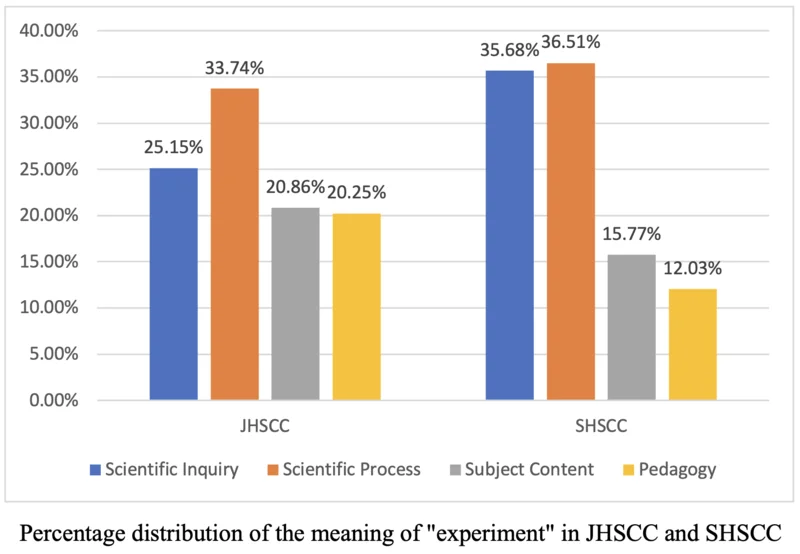 40.00%
35.00%
30.00%
25.00%
20.00%
15.00%
10.00%
5.00%
0.00%
25.15%
33.74%
20.86%
20.25%
35.68%
36.51%
15.77%
12.03%
JHSCC
SHSCC
Scientific Inquiry
Scientific Process
Subject Content
Pedagogy
Percentage distribution of the meaning of "experiment" in JHSCC and SHSCC